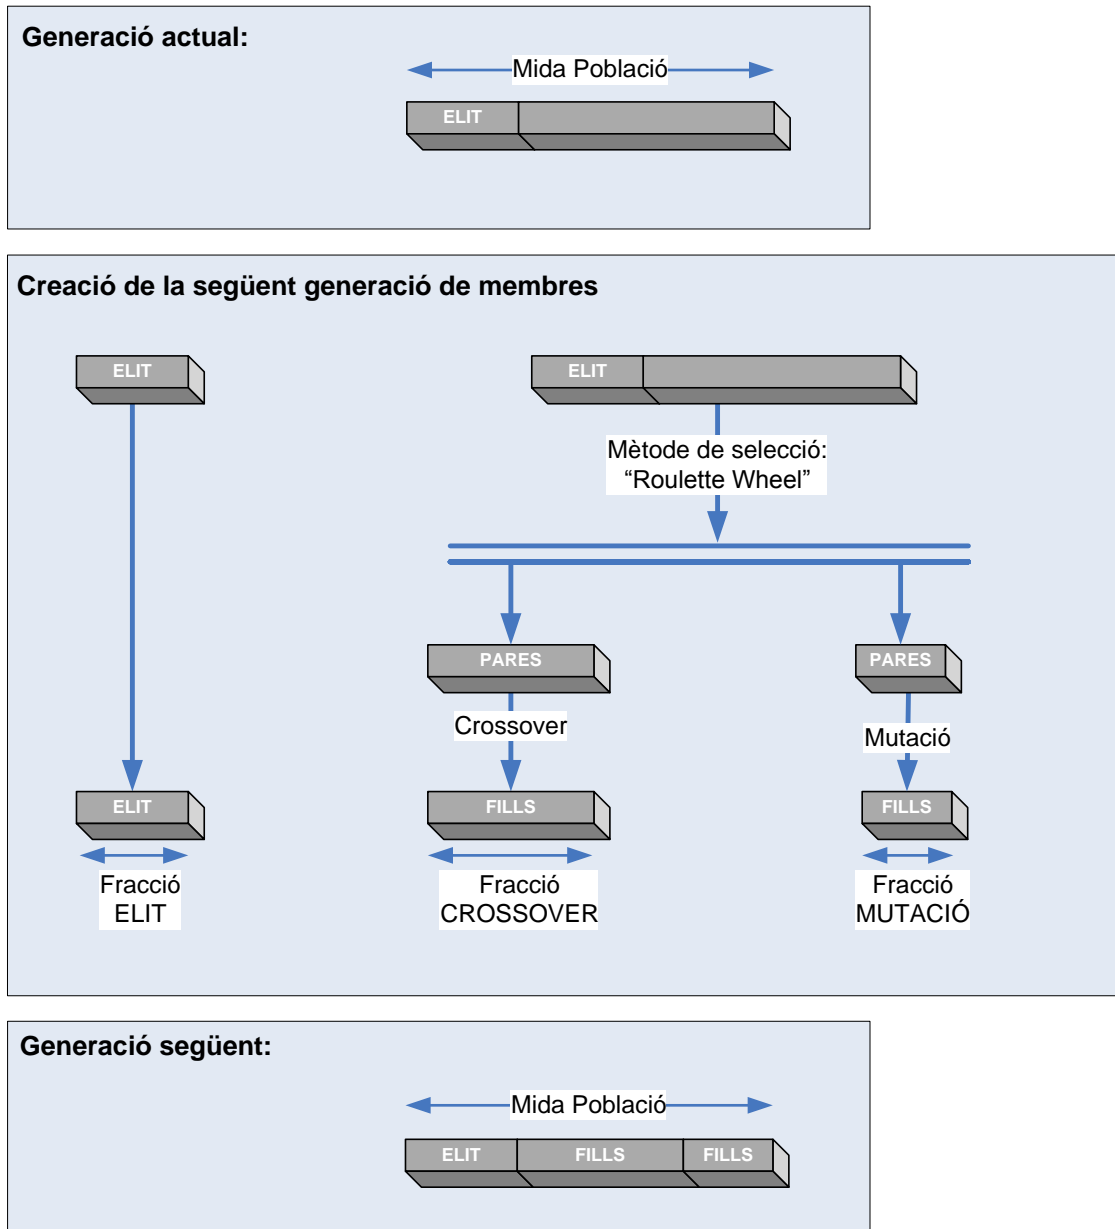 Generació actual:
Mida Població
ELIT
Creació de la següent generació de membres
ELIT
ELIT
Mètode de selecció:
“Roulette Wheel”
PARES
PARES
Crossover
Mutació
ELIT
FILLS
FILLS
Fracció
ELIT
Fracció
CROSSOVER
Fracció
MUTACIÓ
Generació següent:
Mida Població
ELIT
FILLS
FILLS